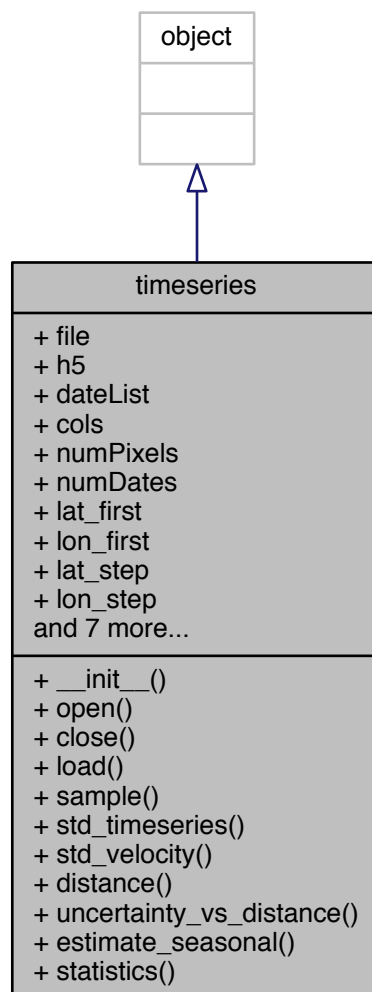 object
timeseries
+ file
+ h5
+ dateList
+ cols
+ numPixels
+ numDates
+ lat_first
+ lon_first
+ lat_step
+ lon_step
and 7 more...
+ __init__()
+ open()
+ close()
+ load()
+ sample()
+ std_timeseries()
+ std_velocity()
+ distance()
+ uncertainty_vs_distance()
+ estimate_seasonal()
+ statistics()